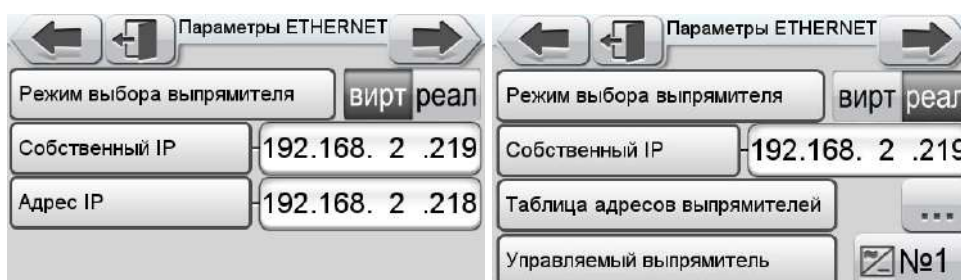 Параметры ETHERNET
Режим выбора выпрямителя вирт реал
Собственный IP 192.168. 2 .219
Адрес IP 192.168. 2 .218
Параметры ETHERNET
Режим выбора выпрямителя вирт реал
Собственный IP 192.168. 2 .219
Таблица адресов выпрямителей ...
Управляемый выпрямитель №1